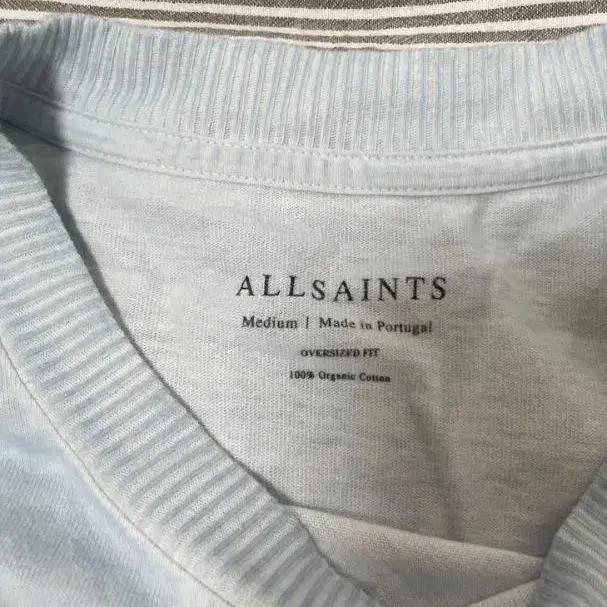 ALLSAINTS
Medium | Made in Portugal
OVERSIZED FIT
100% Organic Cotton